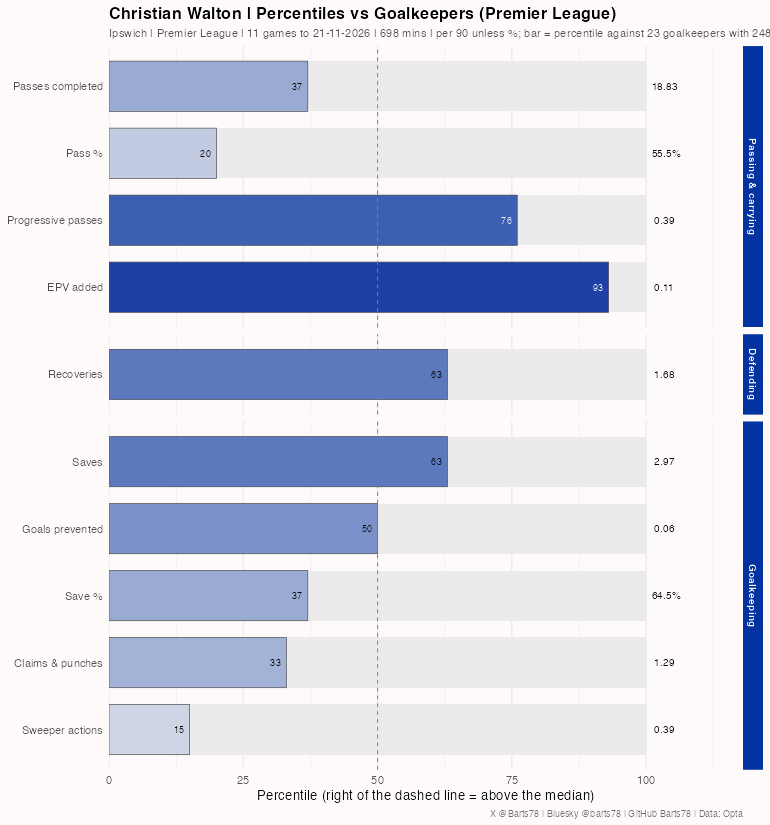 Christian Walton | Percentiles vs Goalkeepers (Premier League)
Ipswich | Premier League | 11 games to 21-11-2026 | 698 mins | per 90 unless %; bar = percentile against 23 goalkeepers with 248
Passes completed 37 18.83
Pass % 20 55.5%
Progressive passes 76 0.39
EPV added 93 0.11
Passing & carrying
Recoveries 63 1.68
Defending
Saves 63 2.97
Goals prevented 50 0.06
Save % 37 64.5%
Claims & punches 33 1.29
Sweeper actions 15 0.39
Goalkeeping
0 25 50 75 100
Percentile (right of the dashed line = above the median)
X @Barts78 | Bluesky @barts78 | GitHub Barts78 | Data: Opta